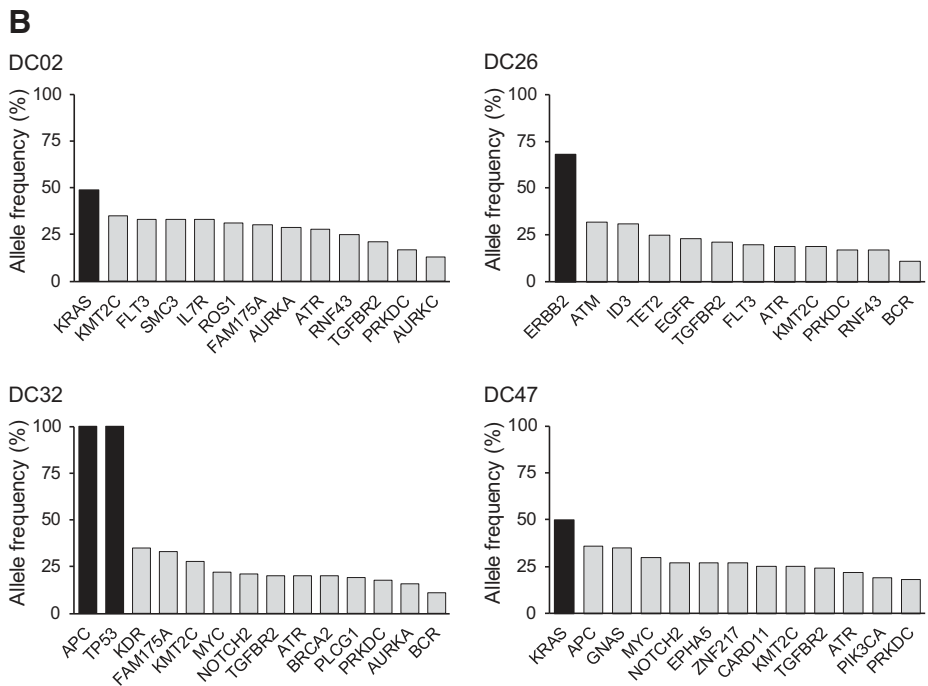 B
DC02
Allele frequency (%)
100
75
50
25
0
KRAS
KMT2C
FLT3
SMC3
IL7R
ROS1
FAM175A
AURKA
ATR
RNF43
TGFBR2
PRKDC
AURKC
DC26
Allele frequency (%)
100
75
50
25
0
ERBB2
ATM
ID3
TET2
EGFR
TGFBR2
FLT3
ATR
KMT2C
PRKDC
RNF43
BCR
DC32
Allele frequency (%)
100
75
50
25
0
APC
TP53
KDR
FAM175A
KMT2C
MYC
NOTCH2
TGFBR2
ATR
BRCA2
PLCG1
PRKDC
AURKA
BCR
DC47
Allele frequency (%)
100
75
50
25
0
KRAS
APC
GNAS
MYC
NOTCH2
EPHA5
ZNF217
CARD11
KMT2C
TGFBR2
ATR
PIK3CA
PRKDC